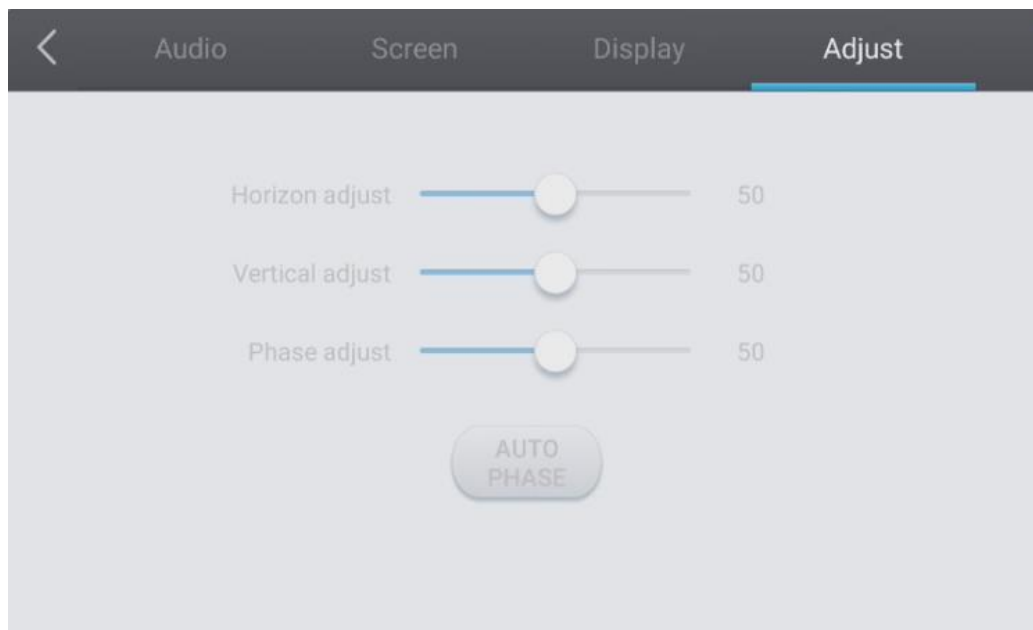 Audio Screen Display Adjust
Horizon adjust 50
Vertical adjust 50
Phase adjust 50
AUTO
PHASE